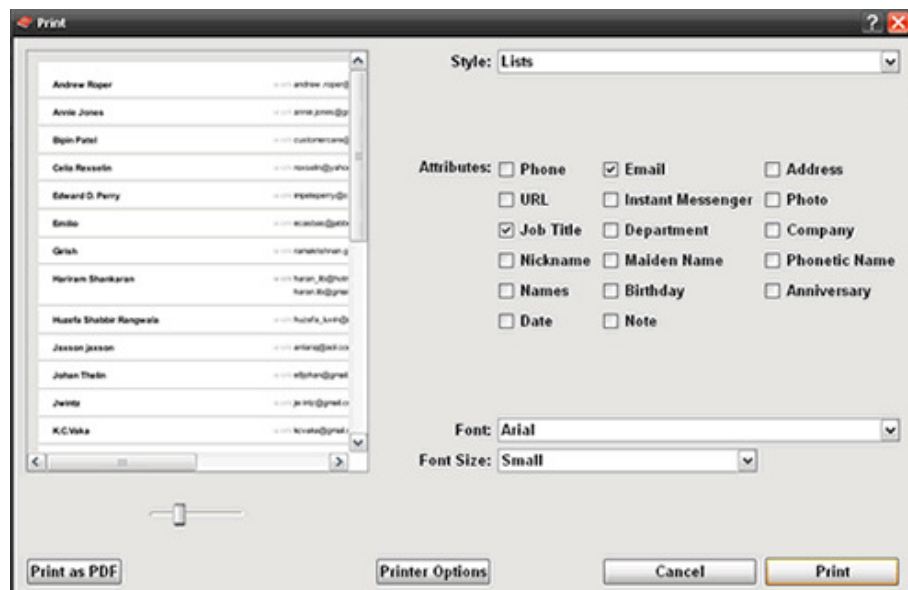 Print
Style: Lists
Andrew Roper
Annie Jones
Bipin Patel
Celia Rexselin
Edward D. Perry
Emilio
Girish
Hariram Shankaran
Huzefa Shabbir Rangwala
Jaxson jaxson
Johan Thelin
Jwintz
K.C.Vaka
Attributes: Phone Email Address
URL Instant Messenger Photo
Job Title Department Company
Nickname Maiden Name Phonetic Name
Names Birthday Anniversary
Date Note
Font: Arial
Font Size: Small
Print as PDF Printer Options Cancel Print